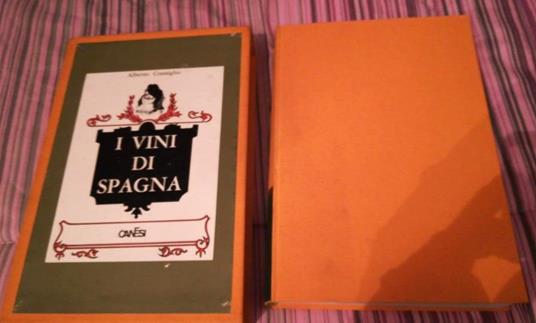 Alberto Consiglio
I VINI
DI
SPAGNA
CANESI